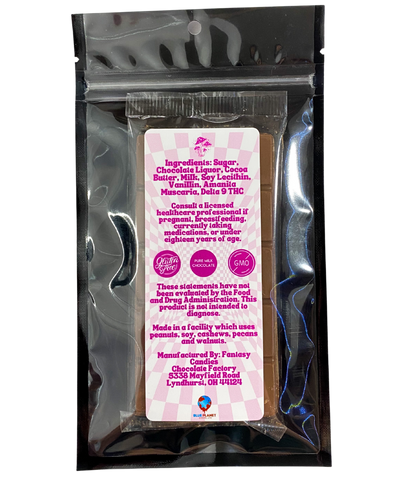 Ingredients: Sugar,
Chocolate Liquor, Cocoa
Butter, Milk, Soy Lecithin,
Vanillin, Amanita
Muscaria, Delta 9 THC
Consult a licensed
healthcare professional if
pregnant, breastfeeding,
currently taking
medications, or under
eighteen years of age.
Gluten
Free
PURE MILK
CHOCOLATE
GMO
These statements have not
been evaluated by the Food
and Drug Administration. This
product is not intended to
diagnose.
Made in a facility which uses
peanuts, soy, cashews, pecans
and walnuts.
Manufactured By: Fantasy
Candies
Chocolate Factory
5338 Mayfield Road
Lyndhurst, OH 44124
BLUE PLANET